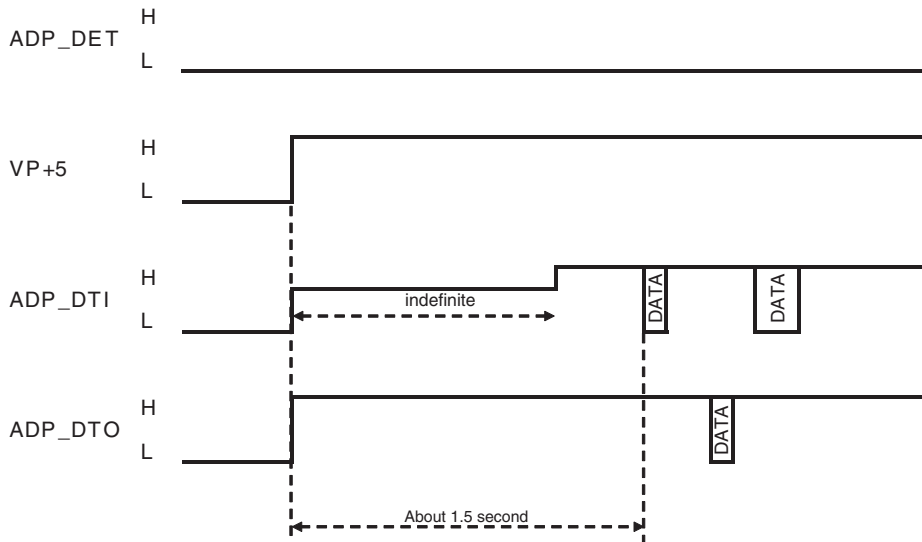 H
ADP_DET
L
H
VP+5
L
H
ADP_DTI
L
indefinite
DATA
DATA
H
ADP_DTO
L
DATA
About 1.5 second